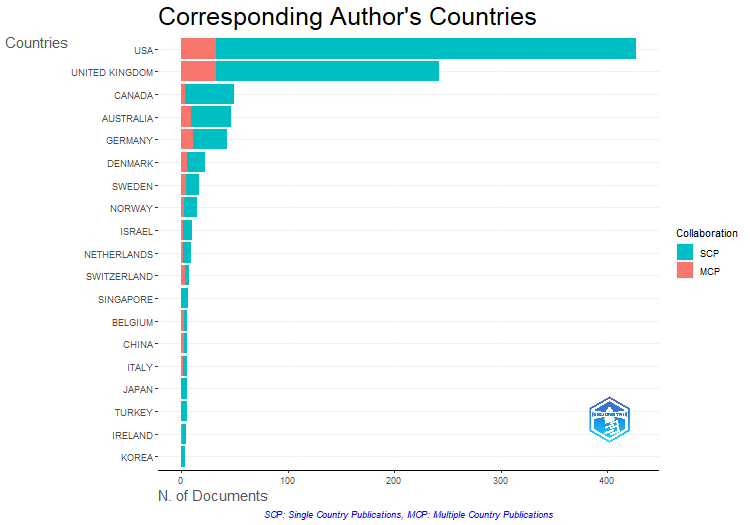 Corresponding Author's Countries
Countries
USA
UNITED KINGDOM
CANADA
AUSTRALIA
GERMANY
DENMARK
SWEDEN
NORWAY
ISRAEL
NETHERLANDS
SWITZERLAND
SINGAPORE
BELGIUM
CHINA
ITALY
JAPAN
TURKEY
IRELAND
KOREA
Collaboration
SCP
MCP
0 100 200 300 400
N. of Documents
SCP: Single Country Publications, MCP: Multiple Country Publications